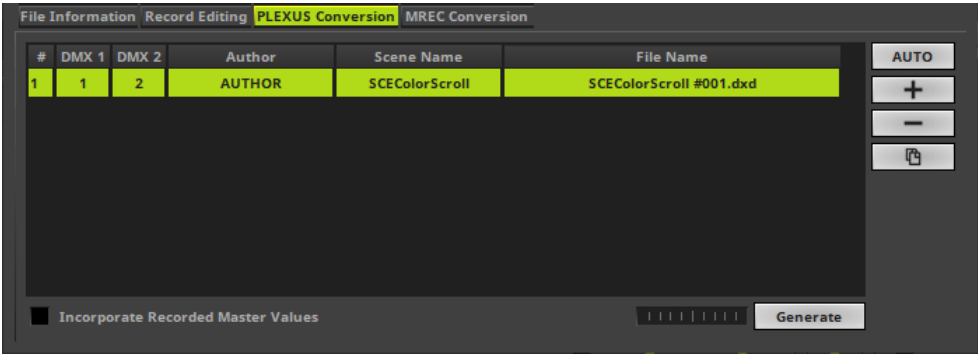 File Information Record Editing PLEXUS Conversion MREC Conversion
# DMX 1 DMX 2 Author Scene Name File Name
1 1 2 AUTHOR SCEColorScroll SCEColorScroll #001.dxd
AUTO
Incorporate Recorded Master Values
Generate